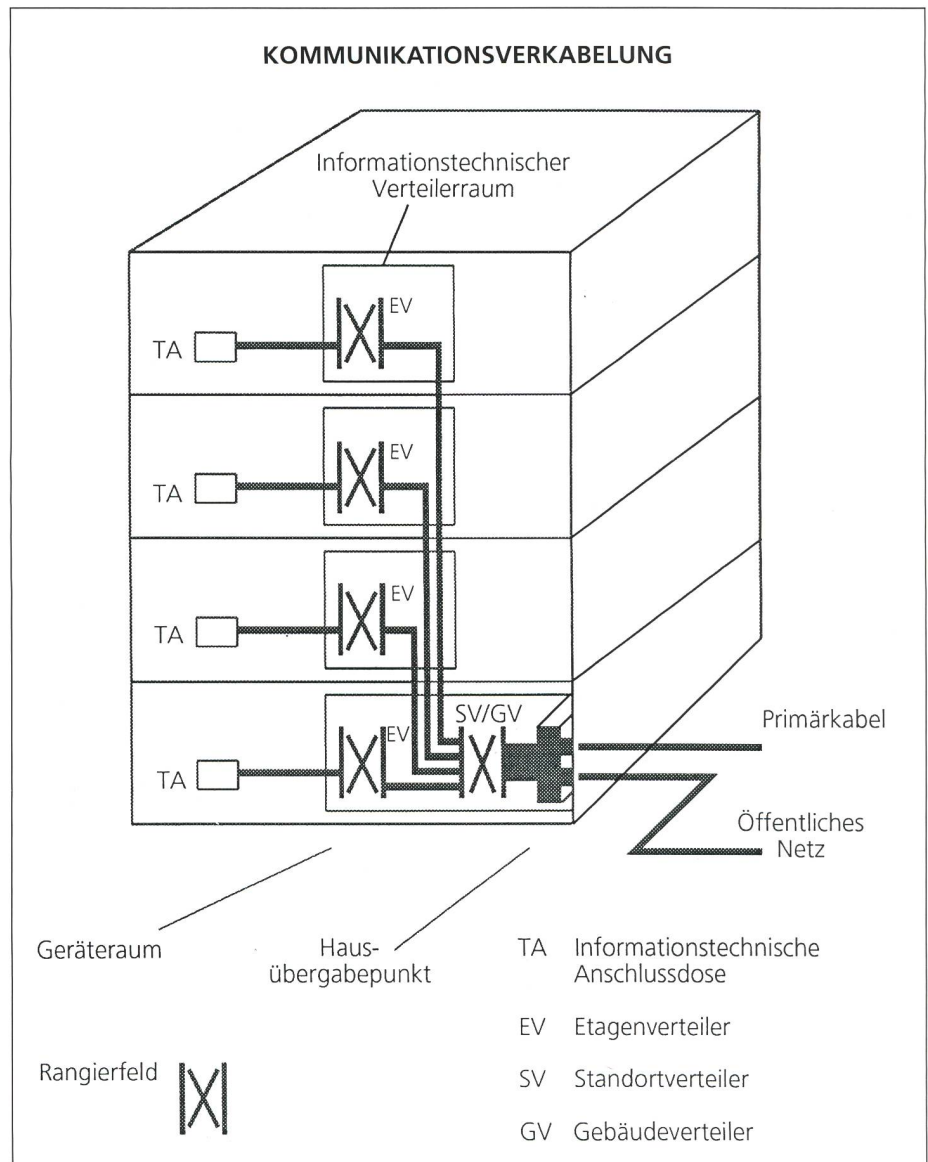 KOMMUNIKATIONSVERKABELUNG
Informationstechnischer
Verteilerraum
EV
TA
EV
TA
EV
TA
SV/GV
EV
TA
Primärkabel
Öffentliches
Netz
Geräteraum
Haus-
übergabepunkt
TA Informationstechnische
Anschlussdose
EV Etagenverteiler
SV Standortverteiler
GV Gebäudeverteiler
Rangierfeld